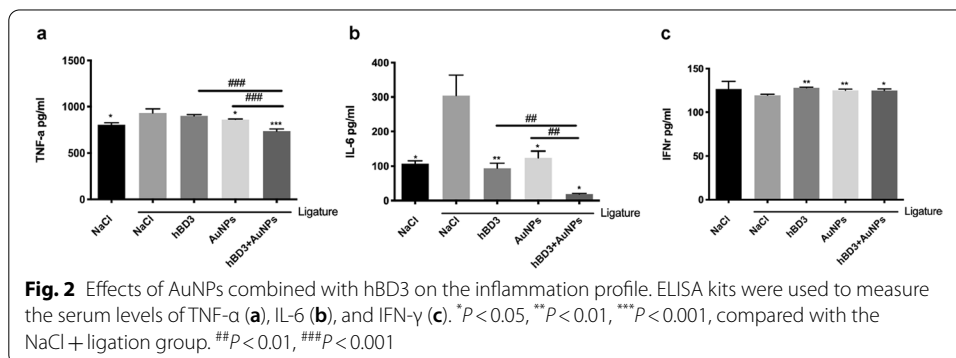 a
b
c
TNF-a pg/ml
1500
1250
1000
750
500
250
0
###
###
*
*
***
NaCl
NaCl
hBD3
AuNPs
hBD3+AuNPs
Ligature
IL-6 pg/ml
400
300
200
100
0
##
##
*
**
*
*
NaCl
NaCl
hBD3
AuNPs
hBD3+AuNPs
Ligature
IFNr pg/ml
150
100
50
0
**
**
*
NaCl
NaCl
hBD3
AuNPs
hBD3+AuNPs
Ligature
Fig. 2 Effects of AuNPs combined with hBD3 on the inflammation profile. ELISA kits were used to measure
the serum levels of TNF-α (a), IL-6 (b), and IFN-γ (c). *P < 0.05, **P < 0.01, ***P < 0.001, compared with the
NaCl + ligation group. ##P < 0.01, ###P < 0.001